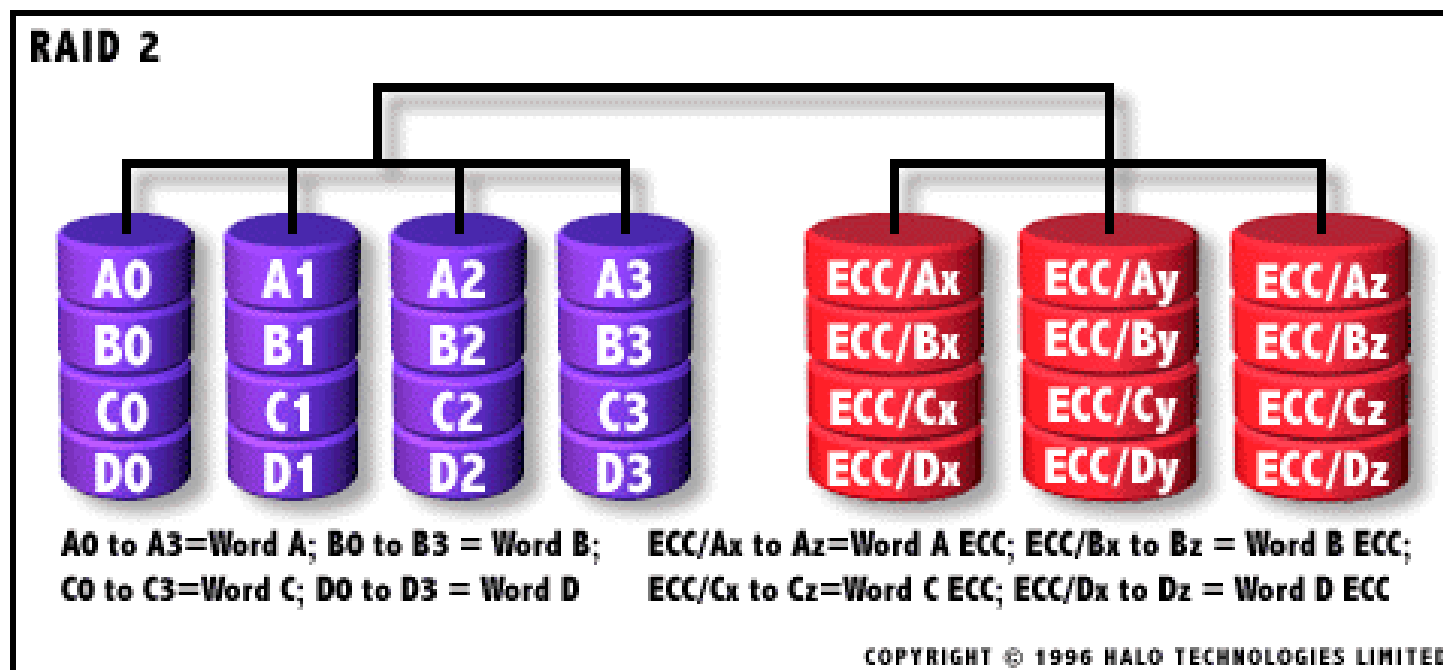 RAID 2
A0 A1 A2 A3 ECC/Ax ECC/Ay ECC/Az
B0 B1 B2 B3 ECC/Bx ECC/By ECC/Bz
C0 C1 C2 C3 ECC/Cx ECC/Cy ECC/Cz
D0 D1 D2 D3 ECC/Dx ECC/Dy ECC/Dz
A0 to A3=Word A; B0 to B3 = Word B; ECC/Ax to Az=Word A ECC; ECC/Bx to Bz = Word B ECC;
C0 to C3=Word C; D0 to D3 = Word D ECC/Cx to Cz=Word C ECC; ECC/Dx to Dz = Word D ECC
COPYRIGHT © 1996 HALO TECHNOLOGIES LIMITED